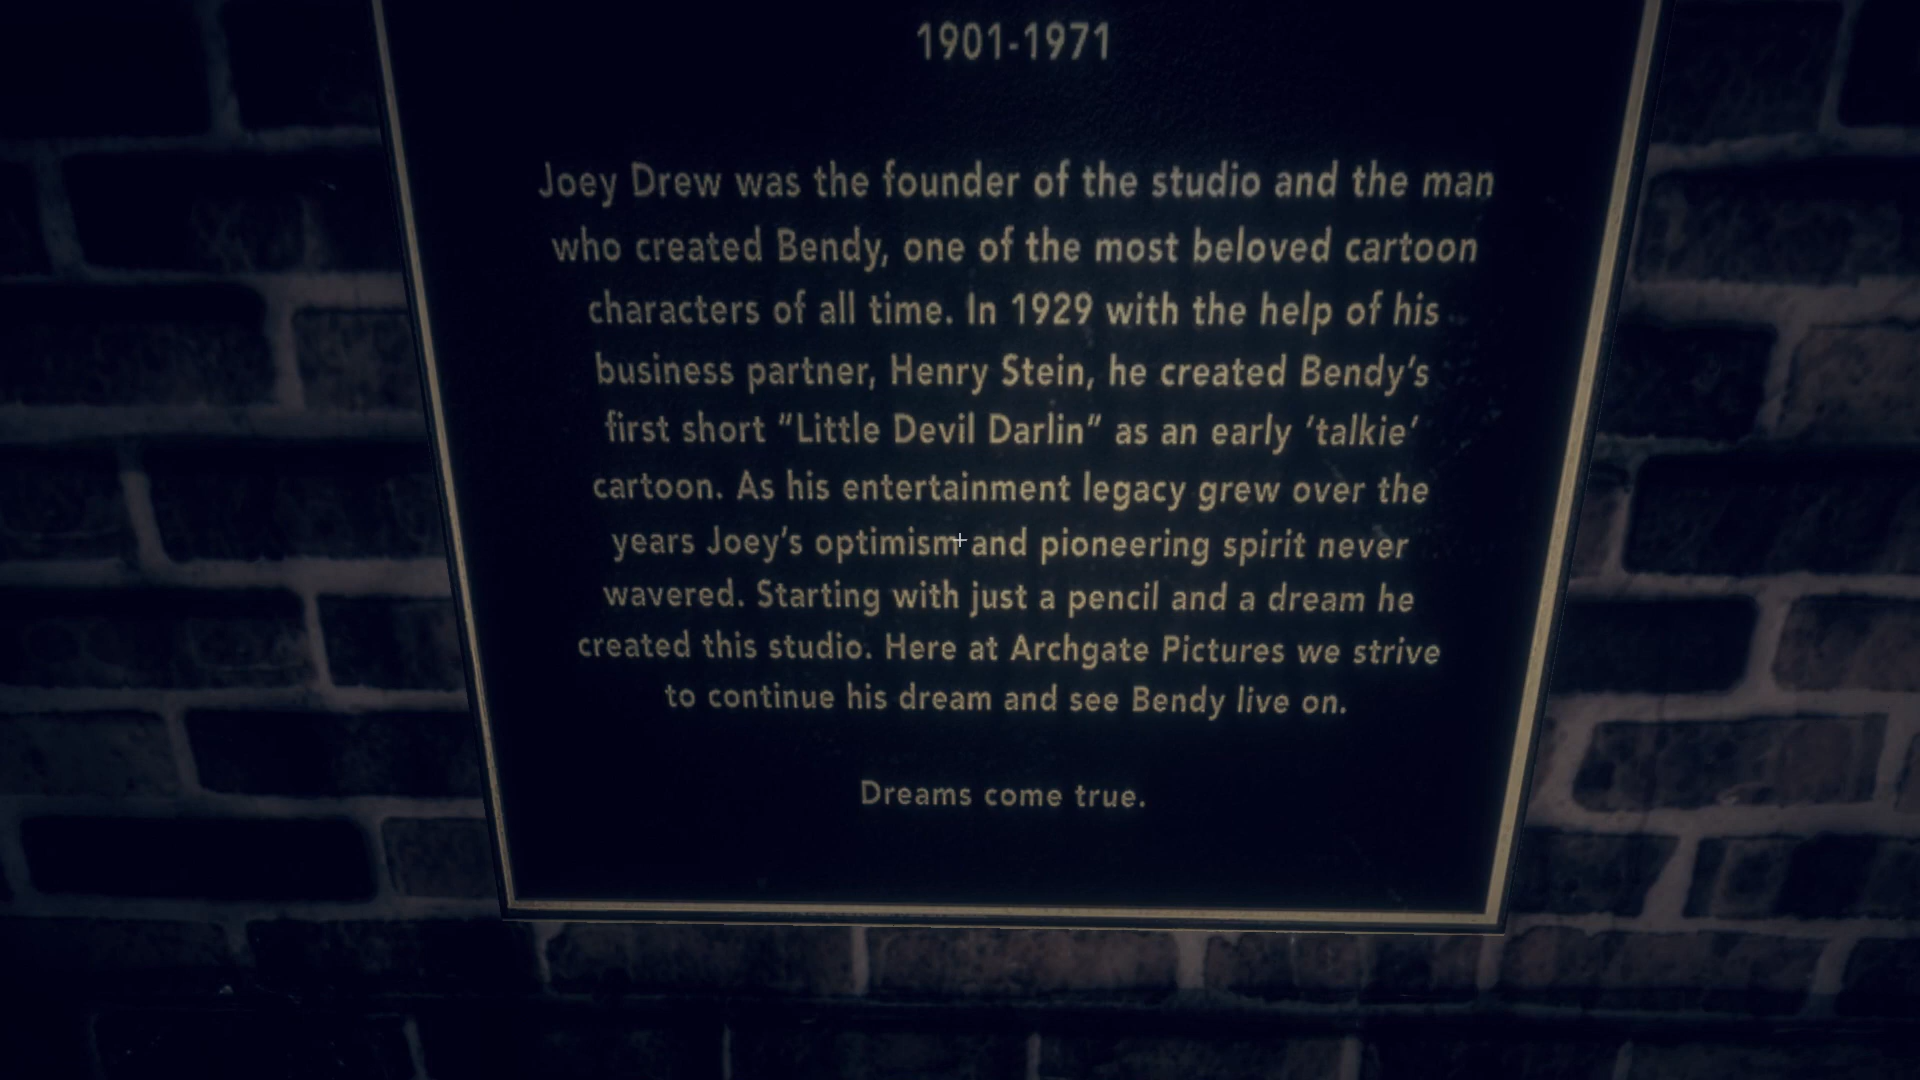 1901-1971
Joey Drew was the founder of the studio and the man
who created Bendy, one of the most beloved cartoon
characters of all time. In 1929 with the help of his
business partner, Henry Stein, he created Bendy's
first short "Little Devil Darlin" as an early 'talkie'
cartoon. As his entertainment legacy grew over the
years Joey's optimism and pioneering spirit never
wavered. Starting with just a pencil and a dream he
created this studio. Here at Archgate Pictures we strive
to continue his dream and see Bendy live on.
Dreams come true.